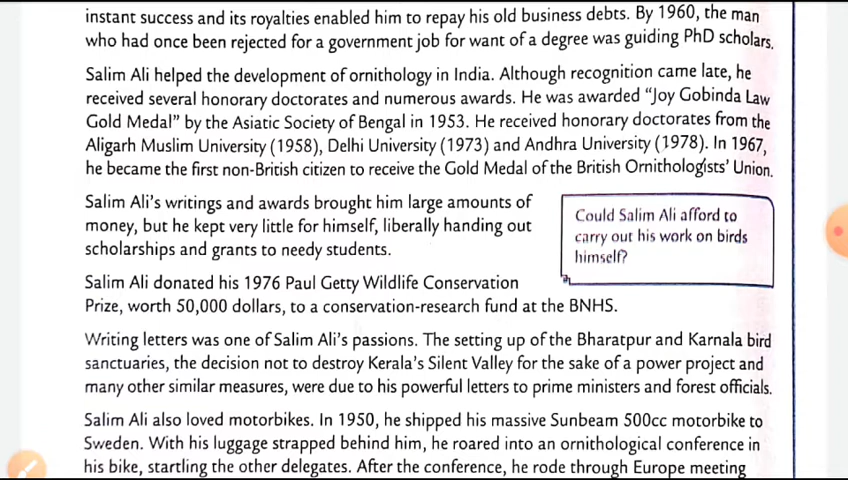 instant success and its royalties enabled him to repay his old business debts. By 1960, the man
who had once been rejected for a government job for want of a degree was guiding PhD scholars.
Salim Ali helped the development of ornithology in India. Although recognition came late, he
received several honorary doctorates and numerous awards. He was awarded “Joy Gobinda Law
Gold Medal” by the Asiatic Society of Bengal in 1953. He received honorary doctorates from the
Aligarh Muslim University (1958), Delhi University (1973) and Andhra University (1978). In 1967,
he became the first non-British citizen to receive the Gold Medal of the British Ornithologists’ Union.
Salim Ali’s writings and awards brought him large amounts of
money, but he kept very little for himself, liberally handing out
scholarships and grants to needy students.
Could Salim Ali afford to
carry out his work on birds
himself?
Salim Ali donated his 1976 Paul Getty Wildlife Conservation
Prize, worth 50,000 dollars, to a conservation-research fund at the BNHS.
Writing letters was one of Salim Ali’s passions. The setting up of the Bharatpur and Karnala bird
sanctuaries, the decision not to destroy Kerala’s Silent Valley for the sake of a power project and
many other similar measures, were due to his powerful letters to prime ministers and forest officials.
Salim Ali also loved motorbikes. In 1950, he shipped his massive Sunbeam 500cc motorbike to
Sweden. With his luggage strapped behind him, he roared into an ornithological conference in
his bike, startling the other delegates. After the conference, he rode through Europe meeting